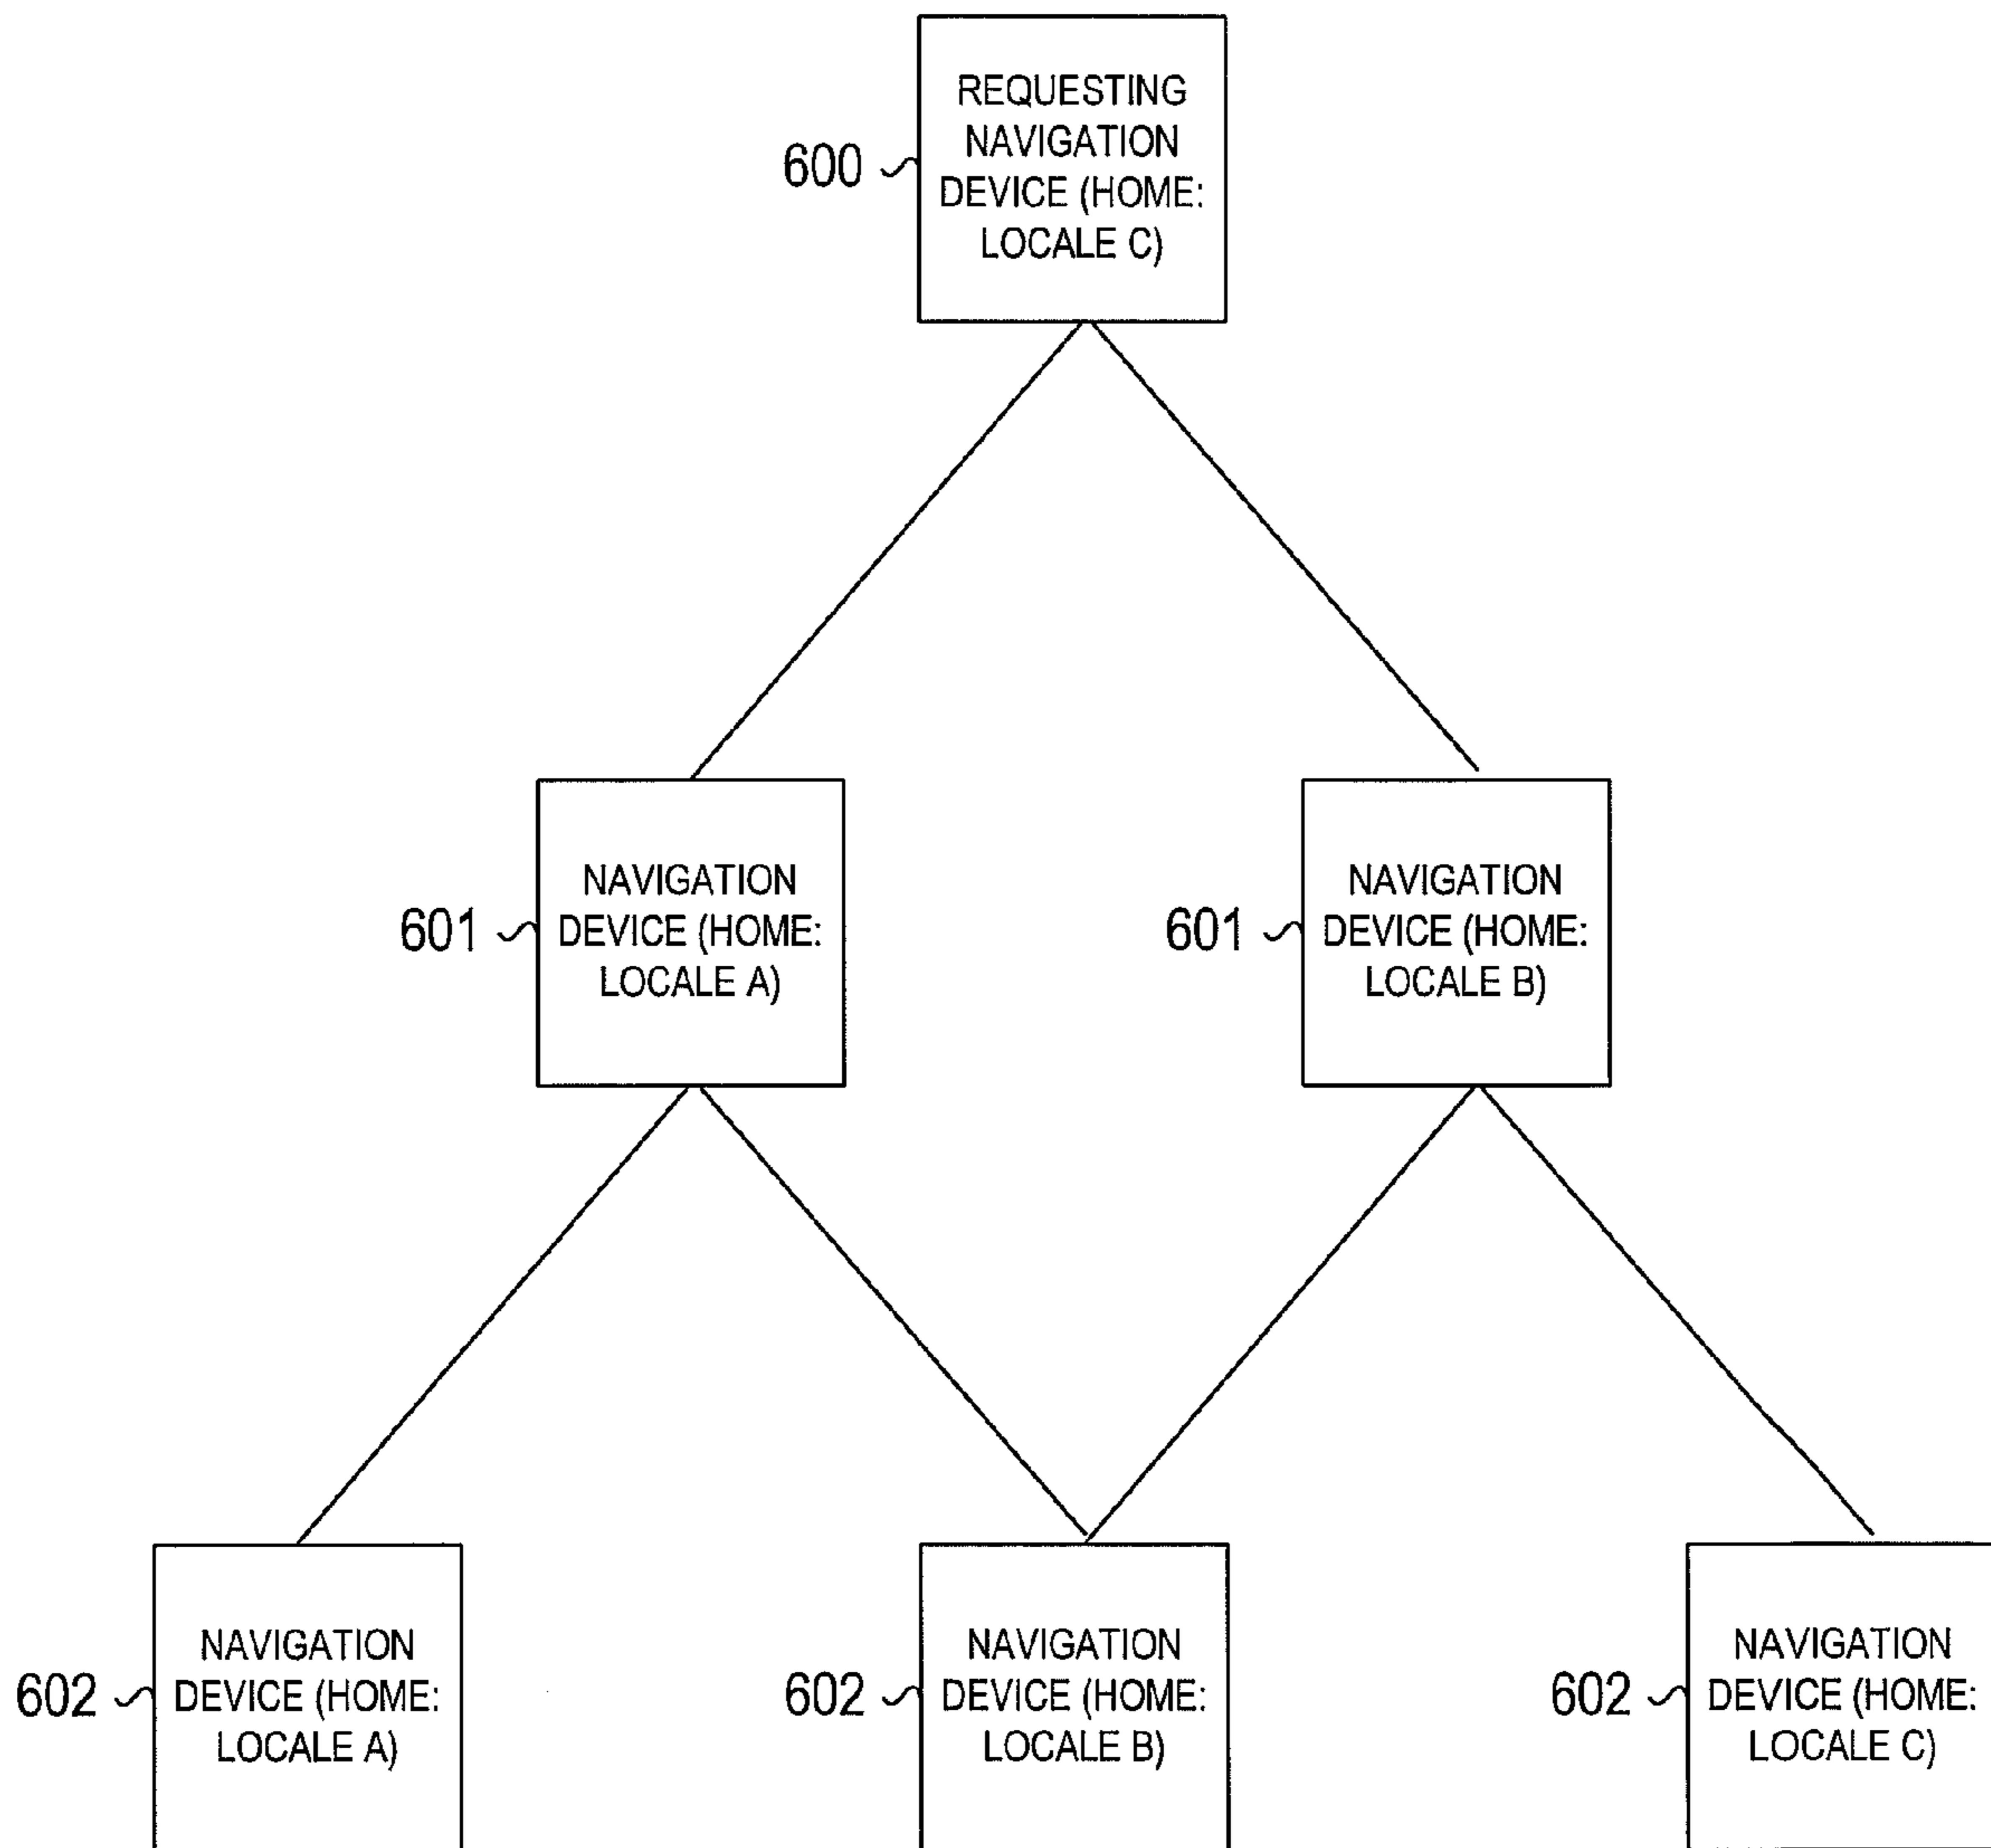 REQUESTING
NAVIGATION
DEVICE (HOME:
LOCALE C)
600
NAVIGATION
DEVICE (HOME:
LOCALE A)
601
NAVIGATION
DEVICE (HOME:
LOCALE B)
601
NAVIGATION
DEVICE (HOME:
LOCALE A)
602
NAVIGATION
DEVICE (HOME:
LOCALE B)
602
NAVIGATION
DEVICE (HOME:
LOCALE C)
602